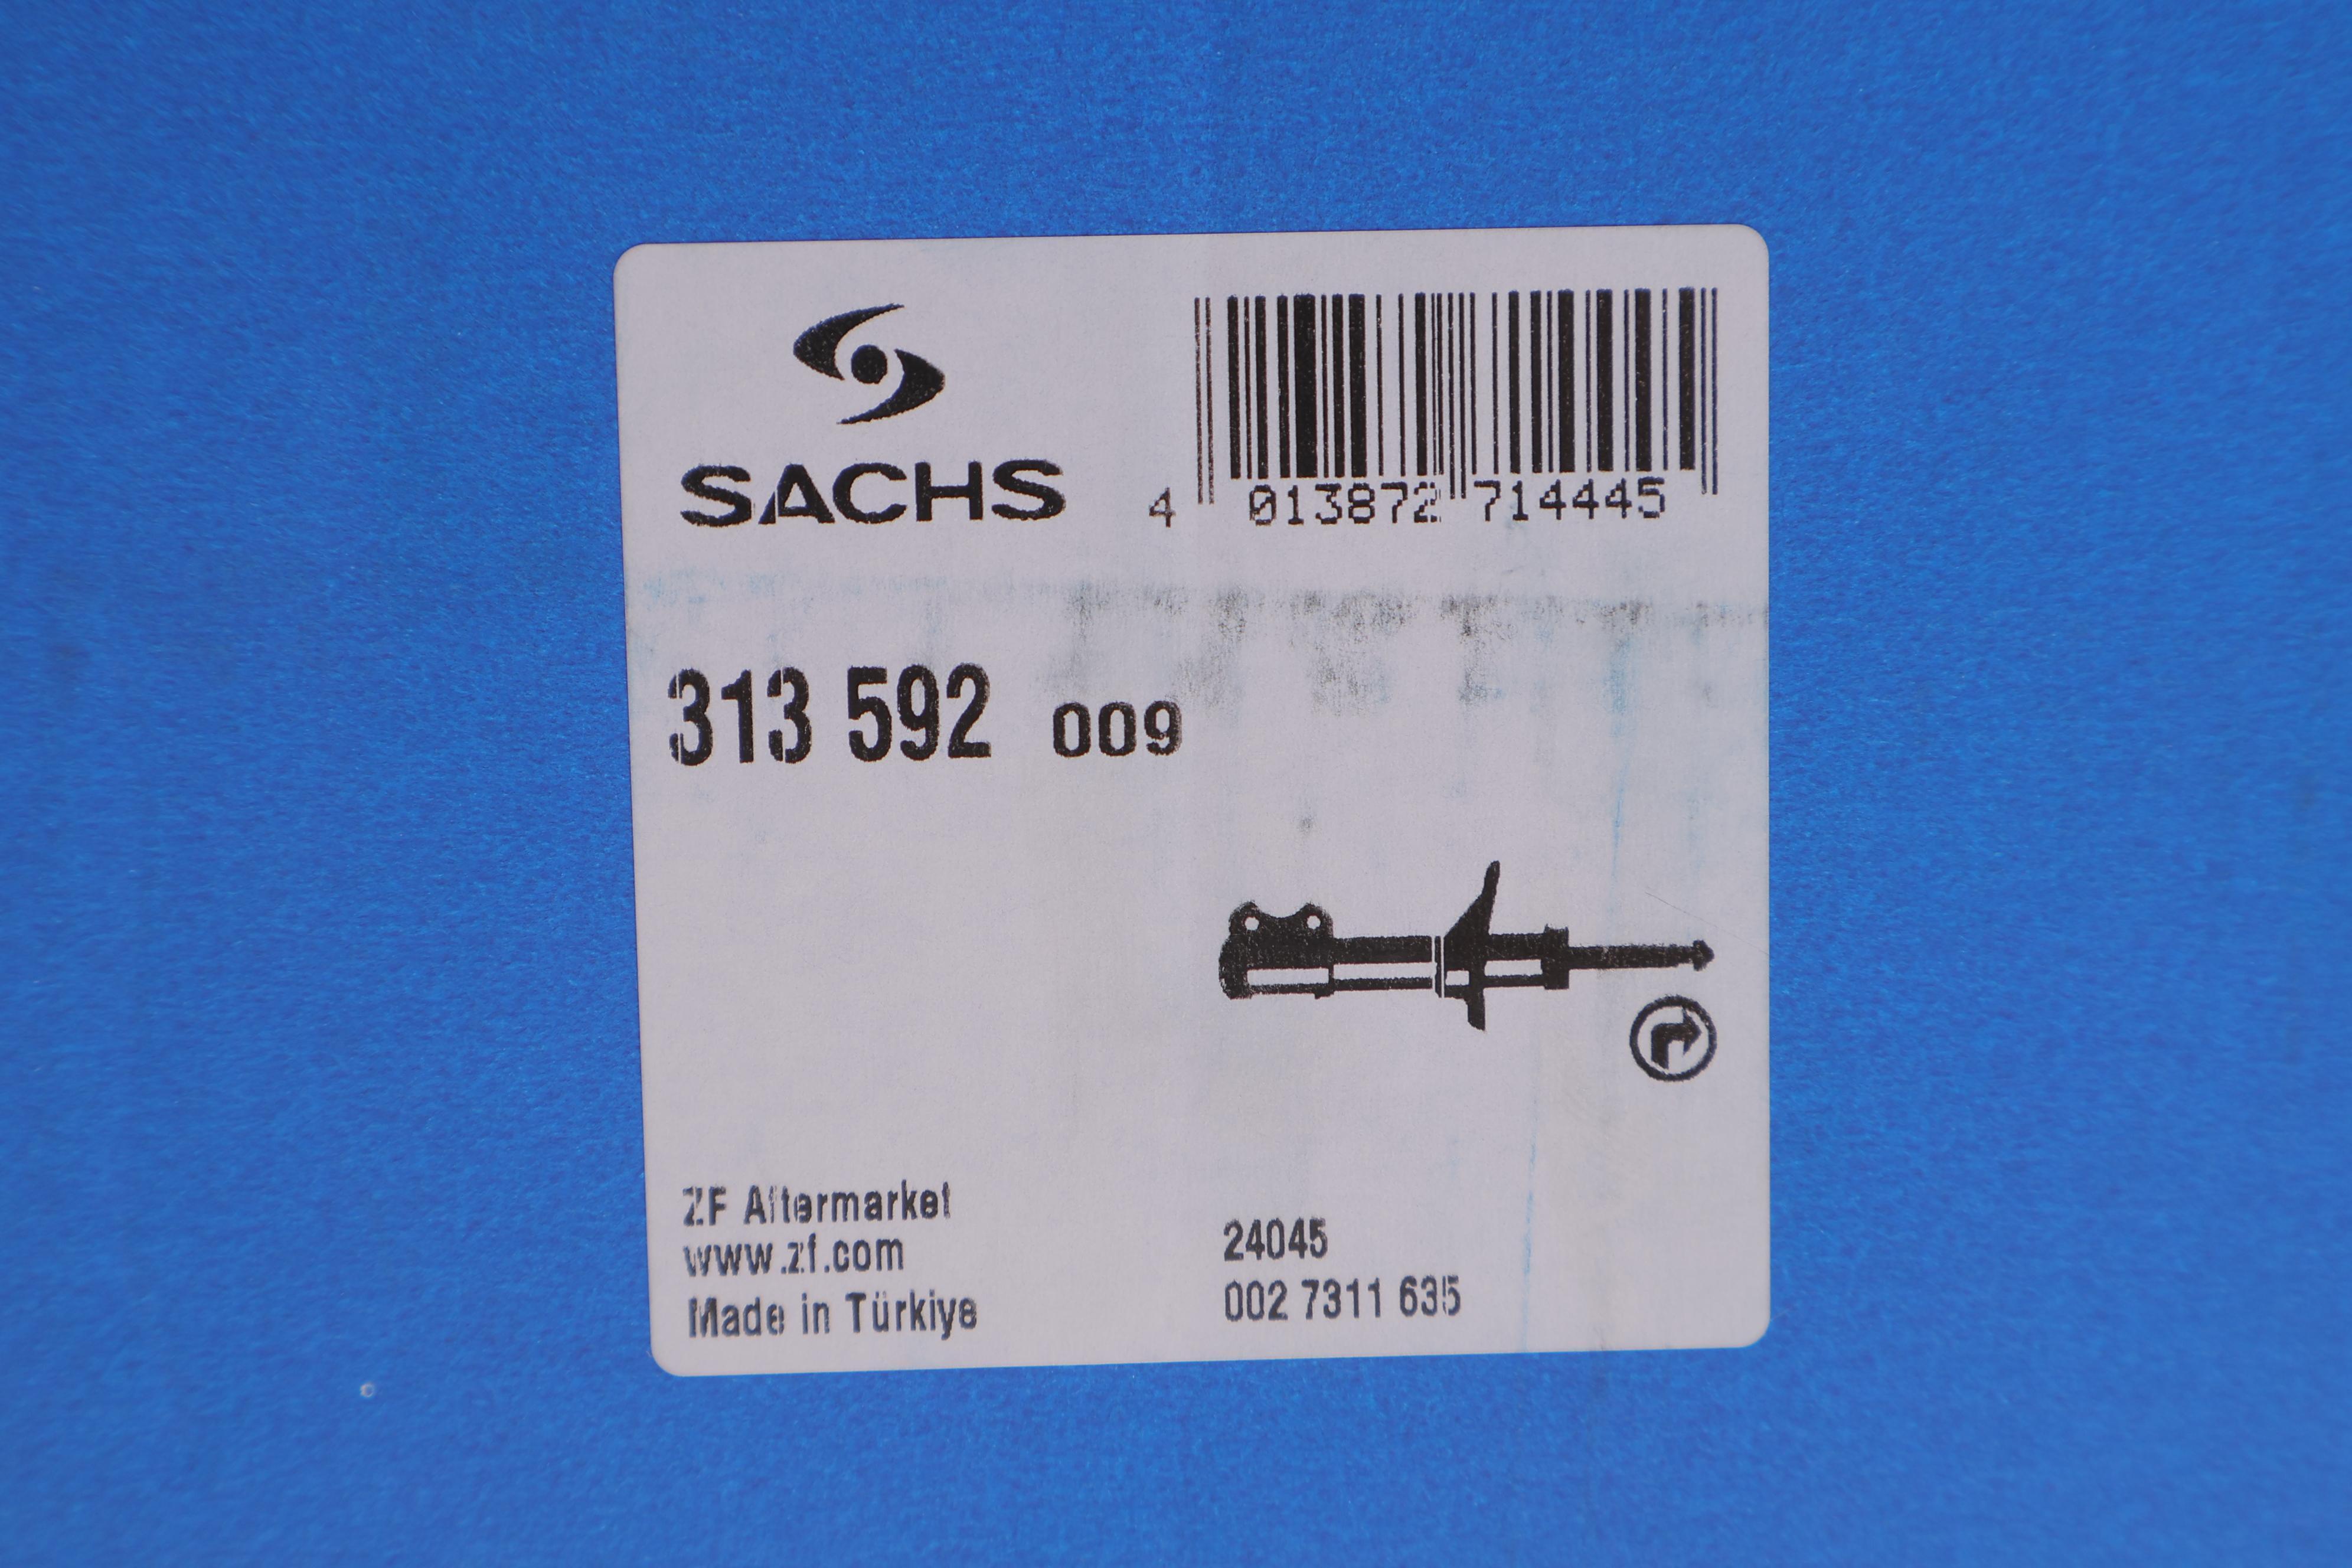 SACHS
4 013872 714445
313 592 009
ZF Aftermarket
www.zf.com
Made in Türkiye
24045
002 7311 635